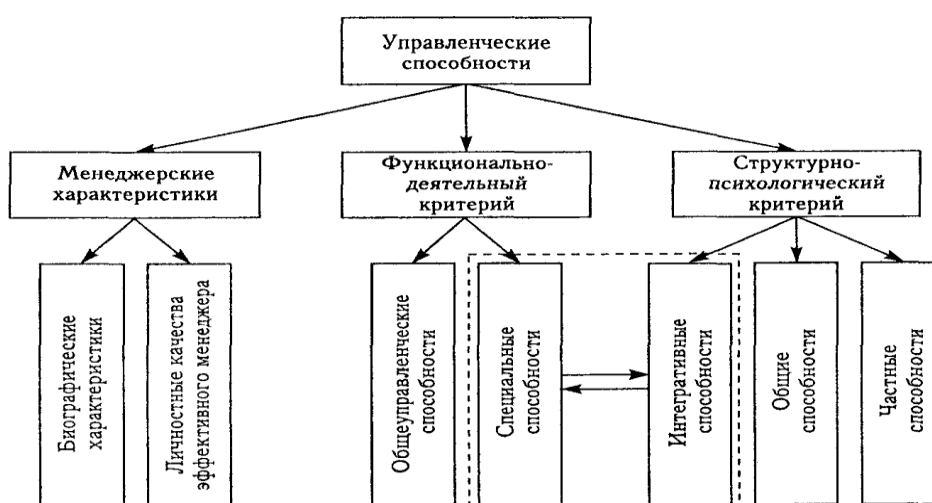 Управленческие
способности
Менеджерские
характеристики
Функционально-
деятельный
критерий
Структурно-
психологический
критерий
Биографические
характеристики
Личностные качества
эффективного менеджера
Общеуправленческие
способности
Специальные
способности
Интегративные
способности
Общие
способности
Частные
способности